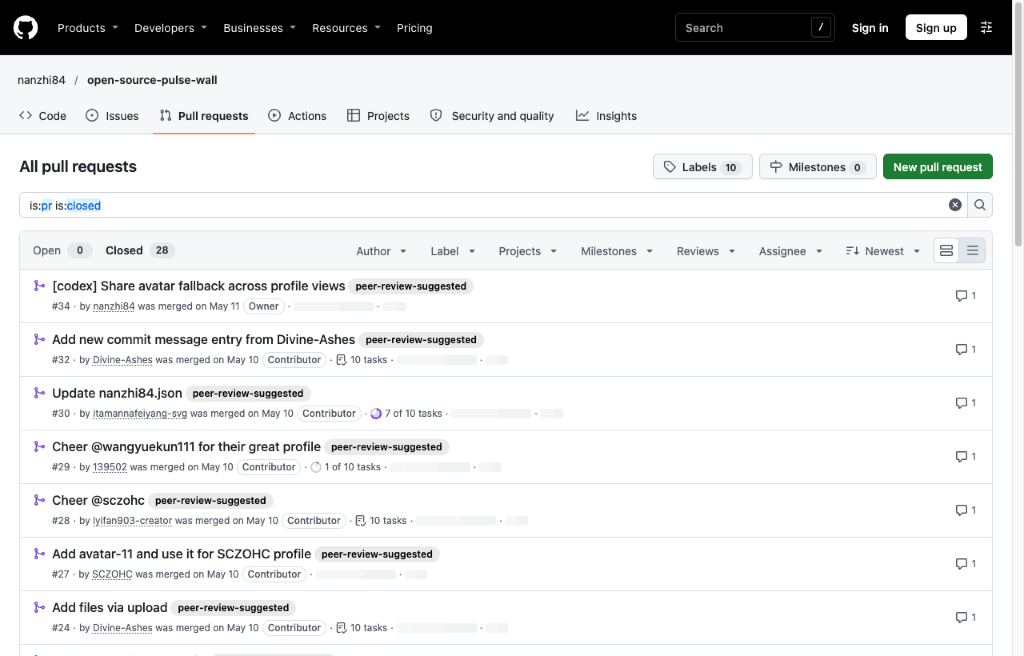 Products Developers Businesses Resources Pricing Search / Sign in Sign up
nanzhi84 / open-source-pulse-wall
Code Issues Pull requests Actions Projects Security and quality Insights
All pull requests Labels 10 Milestones 0 New pull request
is:pr is:closed
Open 0 Closed 28 Author Label Projects Milestones Reviews Assignee Newest
[codex] Share avatar fallback across profile views peer-review-suggested
#34 · by nanzhi84 was merged on May 11 Owner · · 1
Add new commit message entry from Divine-Ashes peer-review-suggested
#32 · by Divine-Ashes was merged on May 10 Contributor · 10 tasks · · 1
Update nanzhi84.json peer-review-suggested
#30 · by itamannafeiyang-svg was merged on May 10 Contributor · 7 of 10 tasks · · 1
Cheer @wangyuekun111 for their great profile peer-review-suggested
#29 · by 139502 was merged on May 10 Contributor · 1 of 10 tasks · · 1
Cheer @sczohc peer-review-suggested
#28 · by lyifan903-creator was merged on May 10 Contributor · 10 tasks · · 1
Add avatar-11 and use it for SCZOHC profile peer-review-suggested
#27 · by SCZOHC was merged on May 10 Contributor · · 1
Add files via upload peer-review-suggested
#24 · by Divine-Ashes was merged on May 10 Contributor · 10 tasks · · 1